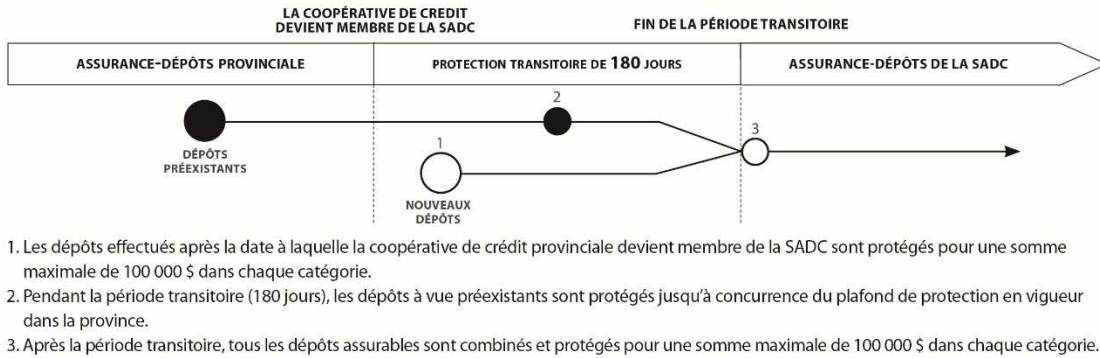 LA COOPÉRATIVE DE CREDIT
DEVIENT MEMBRE DE LA SADC
FIN DE LA PÉRIODE TRANSITOIRE
ASSURANCE-DÉPÔTS PROVINCIALE
PROTECTION TRANSITOIRE DE 180 JOURS
ASSURANCE-DÉPÔTS DE LA SADC
2
1
3
DÉPÔTS
PRÉEXISTANTS
NOUVEAUX
DÉPÔTS
1. Les dépôts effectués après la date à laquelle la coopérative de crédit provinciale devient membre de la SADC sont protégés pour une somme
maximale de 100 000 $ dans chaque catégorie.
2. Pendant la période transitoire (180 jours), les dépôts à vue préexistants sont protégés jusqu'à concurrence du plafond de protection en vigueur
dans la province.
3. Après la période transitoire, tous les dépôts assurables sont combinés et protégés pour une somme maximale de 100 000 $ dans chaque catégorie.